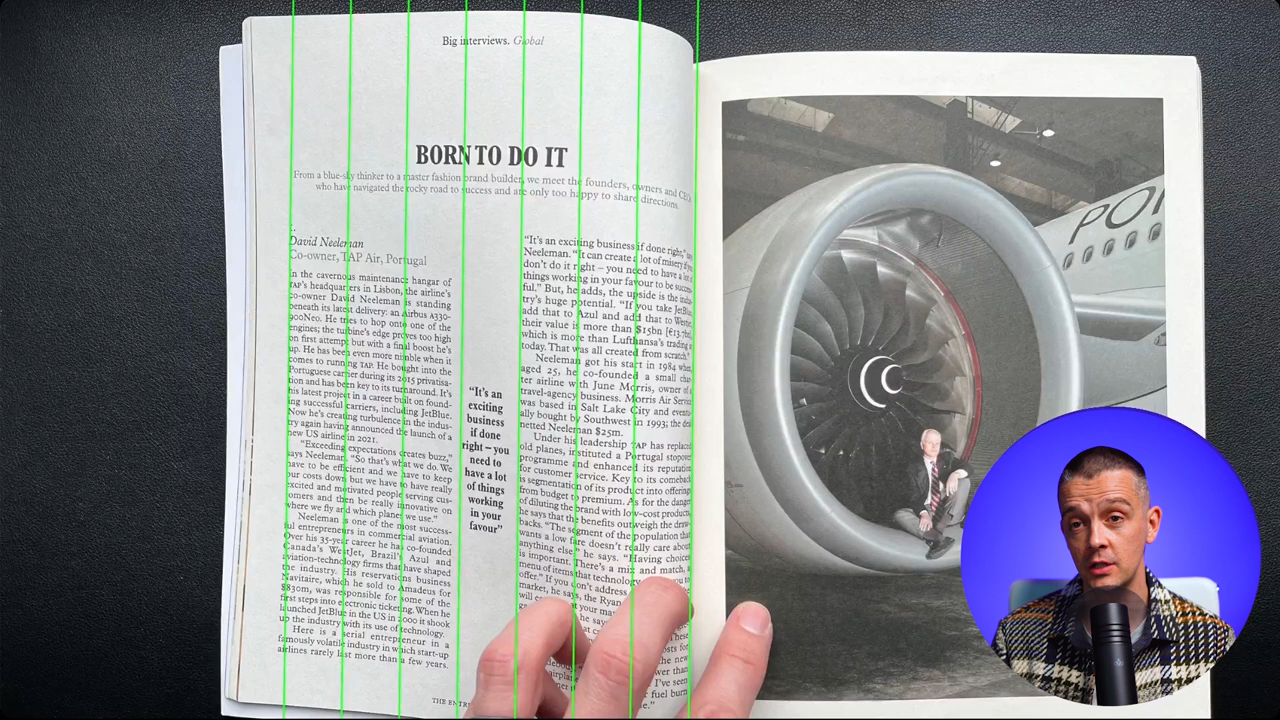 Big interviews. Global
BORN TO DO IT
From a blue-sky thinker to a master fashion brand builder, we meet the founders, owners and CEOs
who have navigated the rocky road to success and are only too happy to share directions.
1.
David Neeleman
Co-owner, TAP Air, Portugal
In the cavernous maintenance hangar of
TAP's headquarters in Lisbon, the airline's
co-owner David Neeleman is standing
beneath its latest delivery: an Airbus A330-
900Neo. He tries to hop onto one of the
engines; the turbine's edge proves too high
on first attempt but with a final boost he's
up. He has been even more nimble when it
comes to running TAP. He bought into the
Portuguese carrier during its 2015 privatisa-
tion and has been key to its turnaround. It's
his latest project in a career built on found-
ing successful carriers, including JetBlue.
Now he's creating turbulence in the indus-
try again having announced the launch of a
new US airline in 2021.
"Exceeding expectations creates buzz,"
says Neeleman. "So that's what we do. We
have to be efficient and we have to keep
our costs down but we have to have really
excited and motivated people serving cus-
tomers and then be really innovative on
where we fly and which planes we use."
Neeleman is one of the most success-
ful entrepreneurs in commercial aviation.
Over his 35-year career he has co-founded
Canada's WestJet, Brazil's Azul and
aviation-technology firms that have shaped
the industry. His reservations business
Navitaire, which he sold to Amadeus for
$830m, was responsible for some of the
first steps into electronic ticketing. When he
launched JetBlue in the US in 2000 it shook
up the industry with its use of technology.
Here is a serial entrepreneur in a
famously volatile industry in which start-up
airlines rarely last more than a few years.
"It's an
exciting
business
if done
right – you
need to
have a lot
of things
working
in your
favour"
"It's an exciting business if done right," says
Neeleman. "It can create a lot of misery if you
don't do it right – you need to have a lot of
things working in your favour to be success-
ful." But, he adds, the upside is the indus-
try's huge potential. "If you take JetBlue,
add that to Azul and add that to WestJet
their value is more than $15bn [€13.7bn],
which is more than Lufthansa's trading
today. That was all created from scratch."
Neeleman got his start in 1984 when,
aged 25, he co-founded a small char-
ter airline with June Morris, owner of a
travel-agency business. Morris Air Service
was based in Salt Lake City and eventu-
ally bought by Southwest in 1993; the deal
netted Neeleman $25m.
Under his leadership TAP has replaced
old planes, instituted a Portugal stopover
programme and enhanced its reputation
for customer service. Key to its comeback
is segmentation of its product into offerings
from budget to premium. As for the danger
of diluting the brand with low-cost products,
he says that the benefits outweigh the draw-
backs. "The segment of the population that
wants a low fare doesn't really care about
anything else," he says. "Having choices
is important. There's a mix and match, a
menu of items that technology you to
offer." If you don't address
market, he says, the Ryan
will your mar
he say
at c
These
costs for
the new
I've seen
fuel burn
THE ENTRE
POR